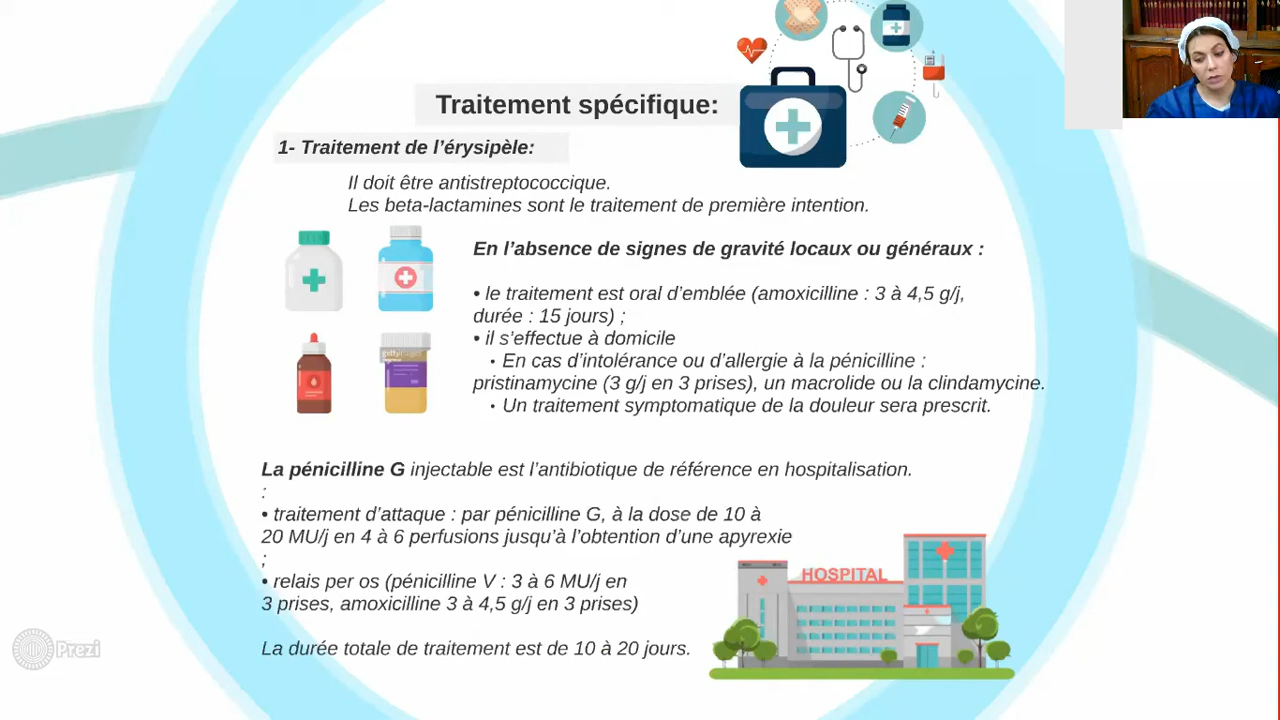 Traitement spécifique:
1- Traitement de l’érysipèle:
Il doit être antistreptococcique.
Les beta-lactamines sont le traitement de première intention.
En l’absence de signes de gravité locaux ou généraux :
• le traitement est oral d’emblée (amoxicilline : 3 à 4,5 g/j,
durée : 15 jours) ;
• il s’effectue à domicile
• En cas d’intolérance ou d’allergie à la pénicilline :
pristinamycine (3 g/j en 3 prises), un macrolide ou la clindamycine.
• Un traitement symptomatique de la douleur sera prescrit.
La pénicilline G injectable est l’antibiotique de référence en hospitalisation.
:
• traitement d’attaque : par pénicilline G, à la dose de 10 à
20 MU/j en 4 à 6 perfusions jusqu’à l’obtention d’une apyrexie
;
• relais per os (pénicilline V : 3 à 6 MU/j en
3 prises, amoxicilline 3 à 4,5 g/j en 3 prises)
La durée totale de traitement est de 10 à 20 jours.
HOSPITAL
Prezi